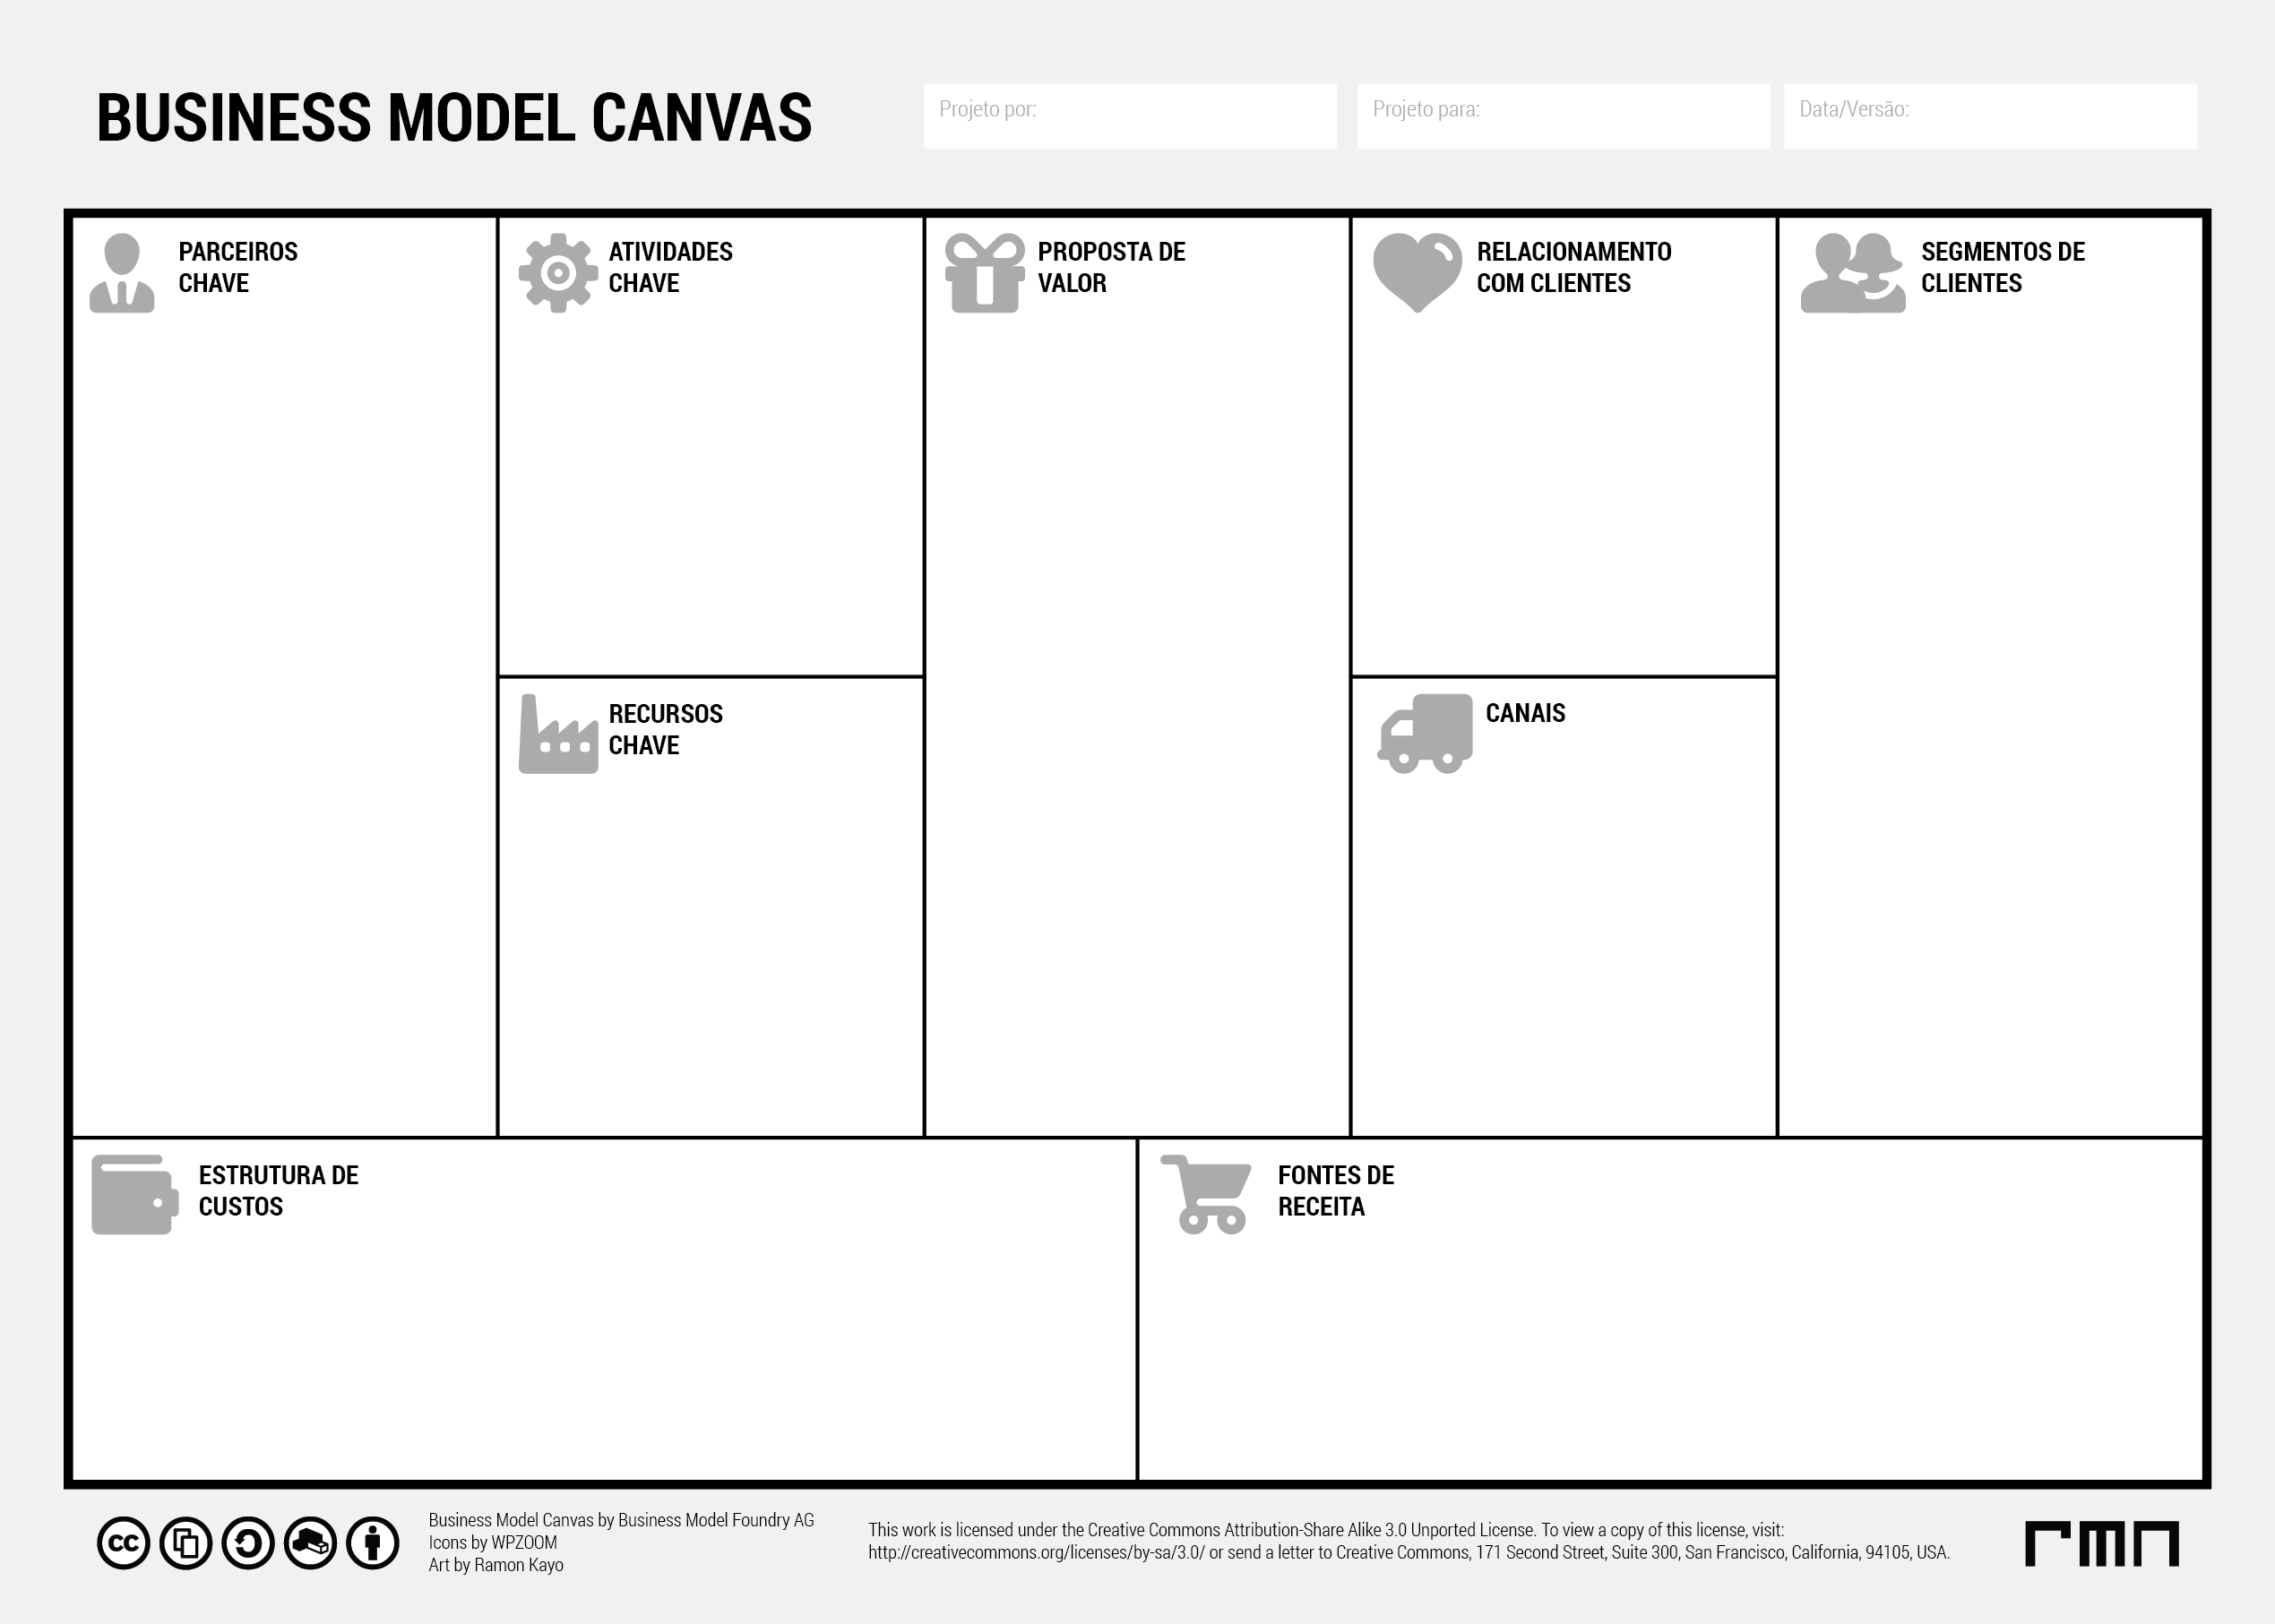 BUSINESS MODEL CANVAS
Projeto por:
Projeto para:
Data/Versão:
PARCEIROS
CHAVE
ATIVIDADES
CHAVE
PROPOSTA DE
VALOR
RELACIONAMENTO
COM CLIENTES
SEGMENTOS DE
CLIENTES
RECURSOS
CHAVE
CANAIS
ESTRUTURA DE
CUSTOS
FONTES DE
RECEITA
cc
Business Model Canvas by Business Model Foundry AG
Icons by WPZOOM
Art by Ramon Kayo
This work is licensed under the Creative Commons Attribution-Share Alike 3.0 Unported License. To view a copy of this license, visit:
http://creativecommons.org/licenses/by-sa/3.0/ or send a letter to Creative Commons, 171 Second Street, Suite 300, San Francisco, California, 94105, USA.
rmn